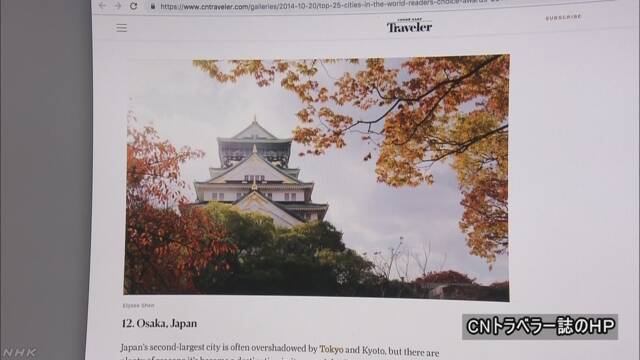 https://www.cntraveler.com/galleries/2014-10-20/top-25-cities-in-the-world-readers-choice-awards
Traveler
SUBSCRIBE
12. Osaka, Japan
Japan's second-largest city is often overshadowed by Tokyo and Kyoto, but there are
CNトラベラー誌のHP
NHK